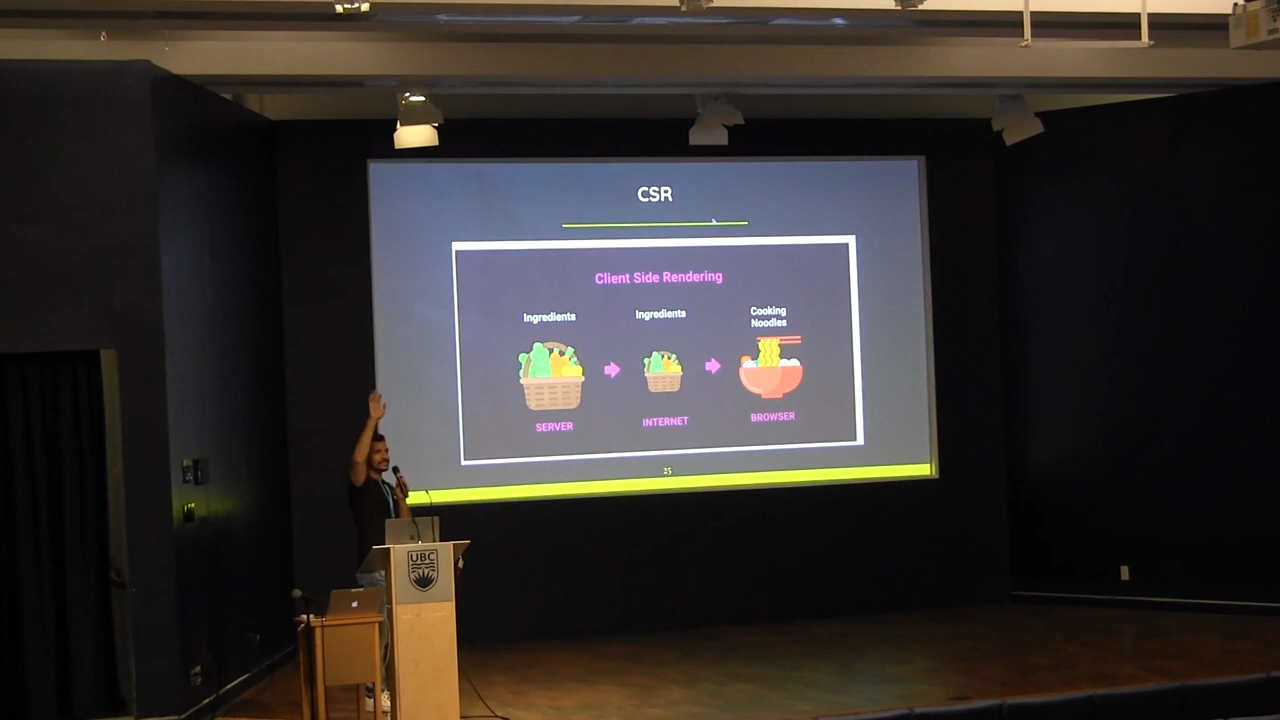 CSR
Client Side Rendering
Ingredients
Ingredients
Cooking
Noodles
SERVER
INTERNET
BROWSER
25
UBC